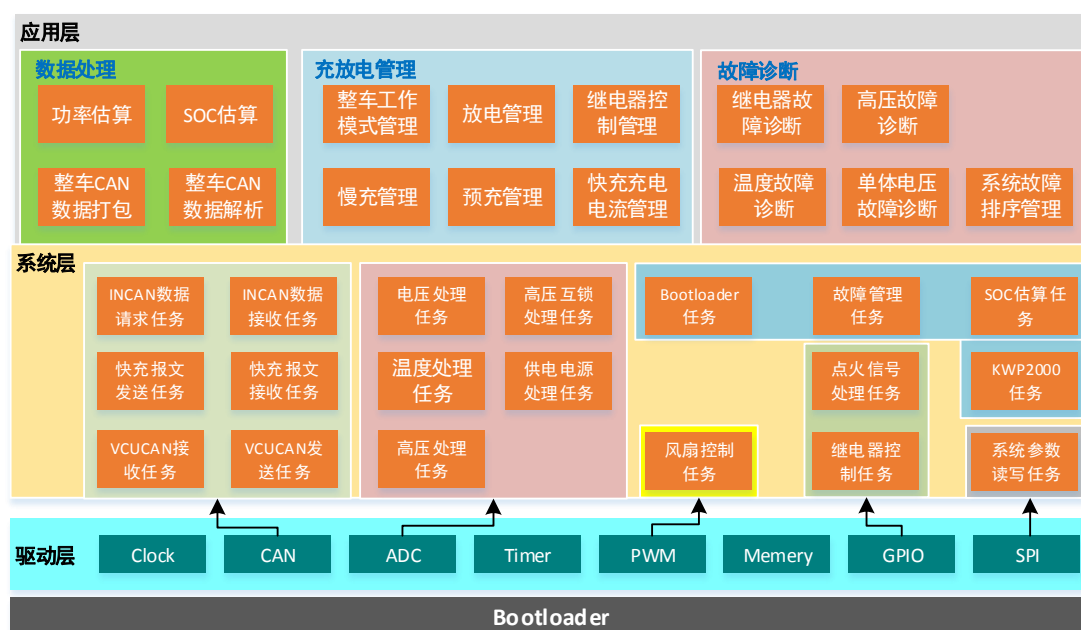 应用层
数据处理
功率估算
SOC估算
整车CAN
数据打包
整车CAN
数据解析
充放电管理
整车工作
模式管理
放电管理
继电器控
制管理
慢充管理
预充管理
快充充电
电流管理
故障诊断
继电器故
障诊断
高压故障
诊断
温度故障
诊断
单体电压
故障诊断
系统故障
排序管理
系统层
INCAN数据
请求任务
INCAN数据
接收任务
快充报文
发送任务
快充报文
接收任务
VCUCAN接
收任务
VCUCAN发
送任务
电压处理
任务
高压互锁
处理任务
温度处理
任务
供电电源
处理任务
高压处理
任务
Bootloader
任务
故障管理
任务
SOC估算任
务
点火信号
处理任务
KWP2000
任务
风扇控制
任务
继电器控
制任务
系统参数
读写任务
驱动层
Clock
CAN
ADC
Timer
PWM
Memery
GPIO
SPI
Bootloader